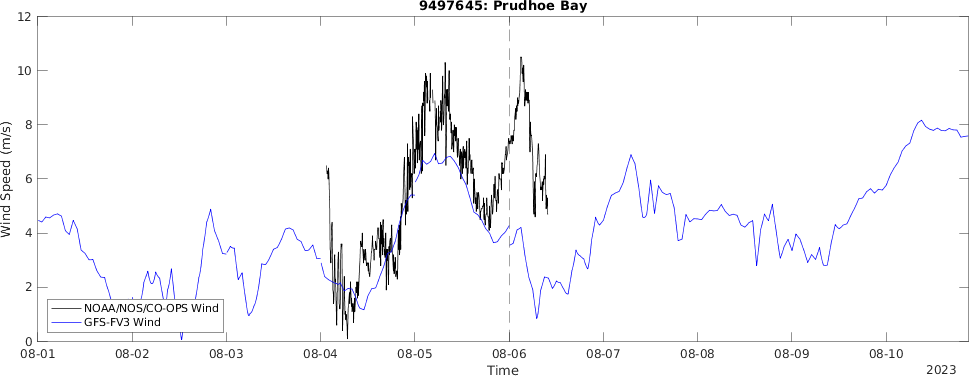 9497645: Prudhoe Bay
12
10
8
6
4
2
0
Wind Speed (m/s)
NOAA/NOS/CO-OPS Wind
GFS-FV3 Wind
08-01 08-02 08-03 08-04 08-05 08-06 08-07 08-08 08-09 08-10
Time
2023